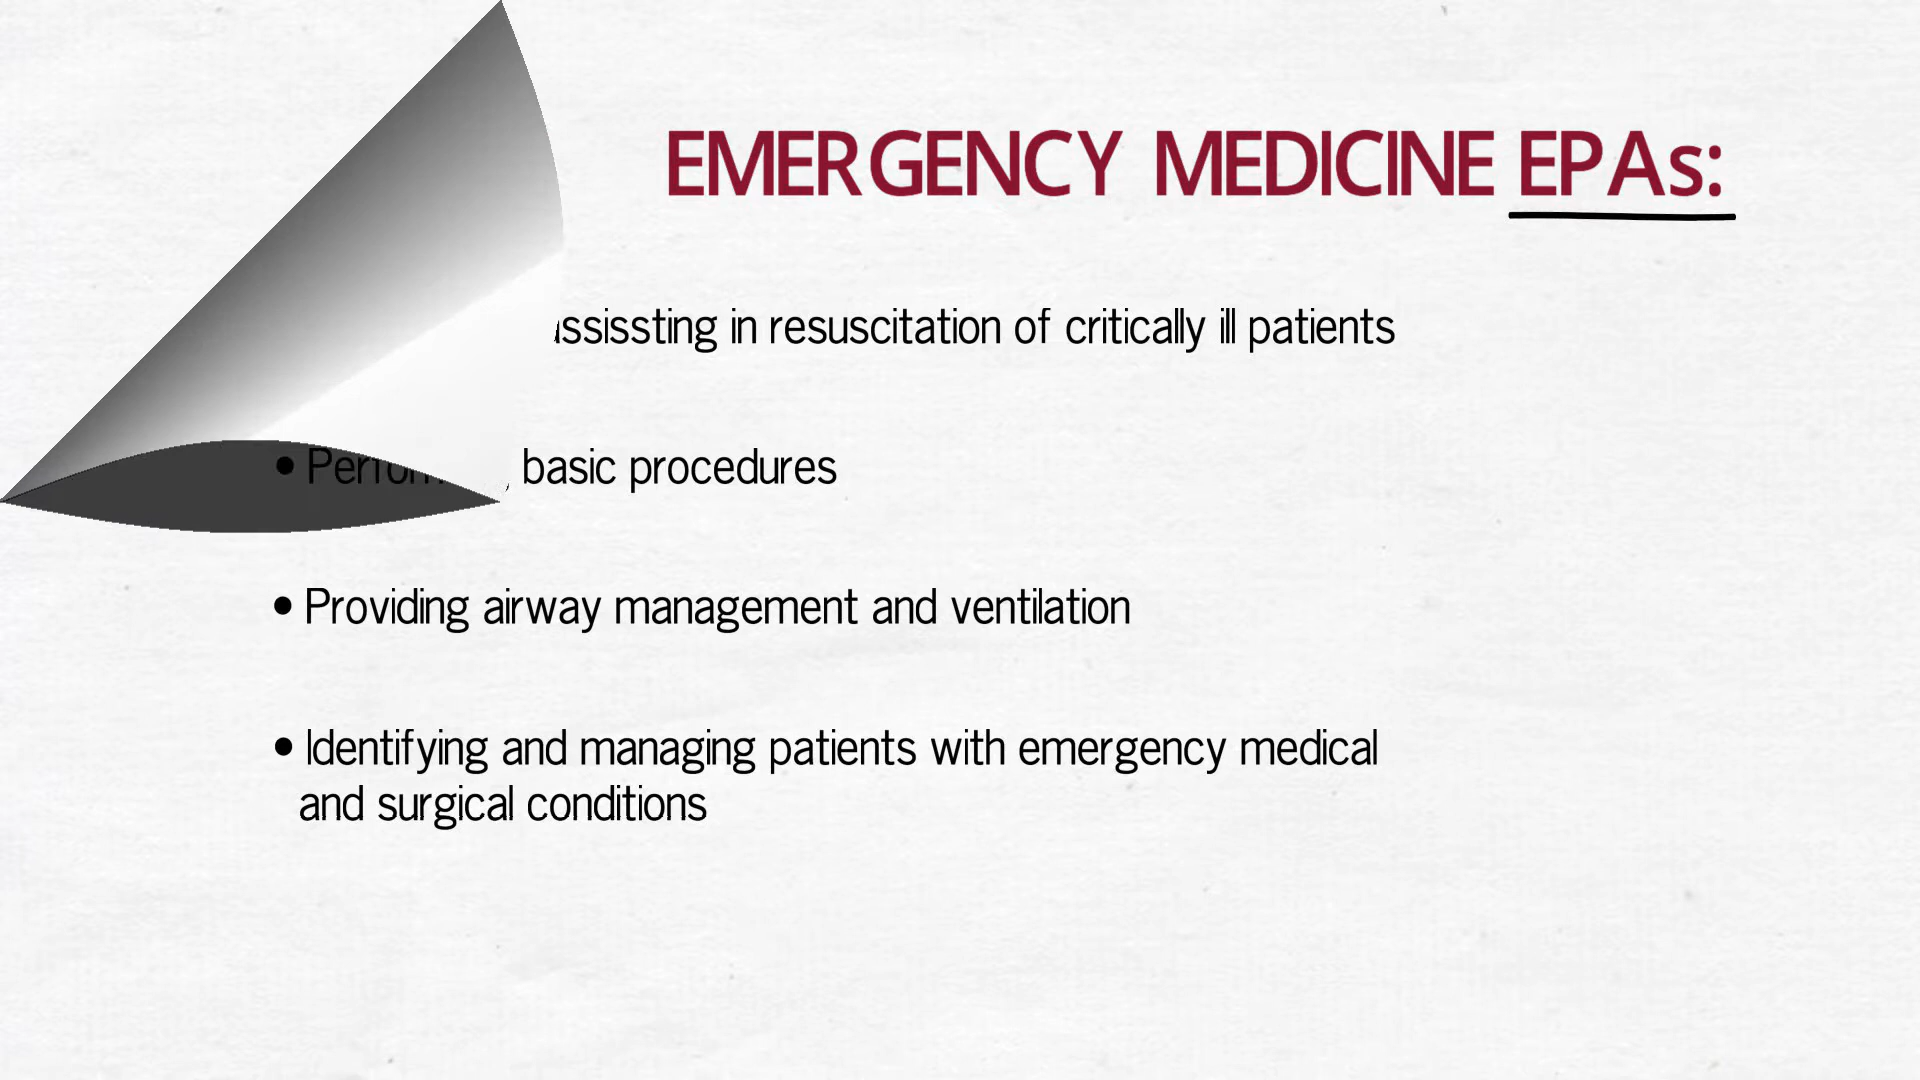 EMERGENCY MEDICINE EPAs:
assissting in resuscitation of critically ill patients
• basic procedures
• Providing airway management and ventilation
• Identifying and managing patients with emergency medical
and surgical conditions